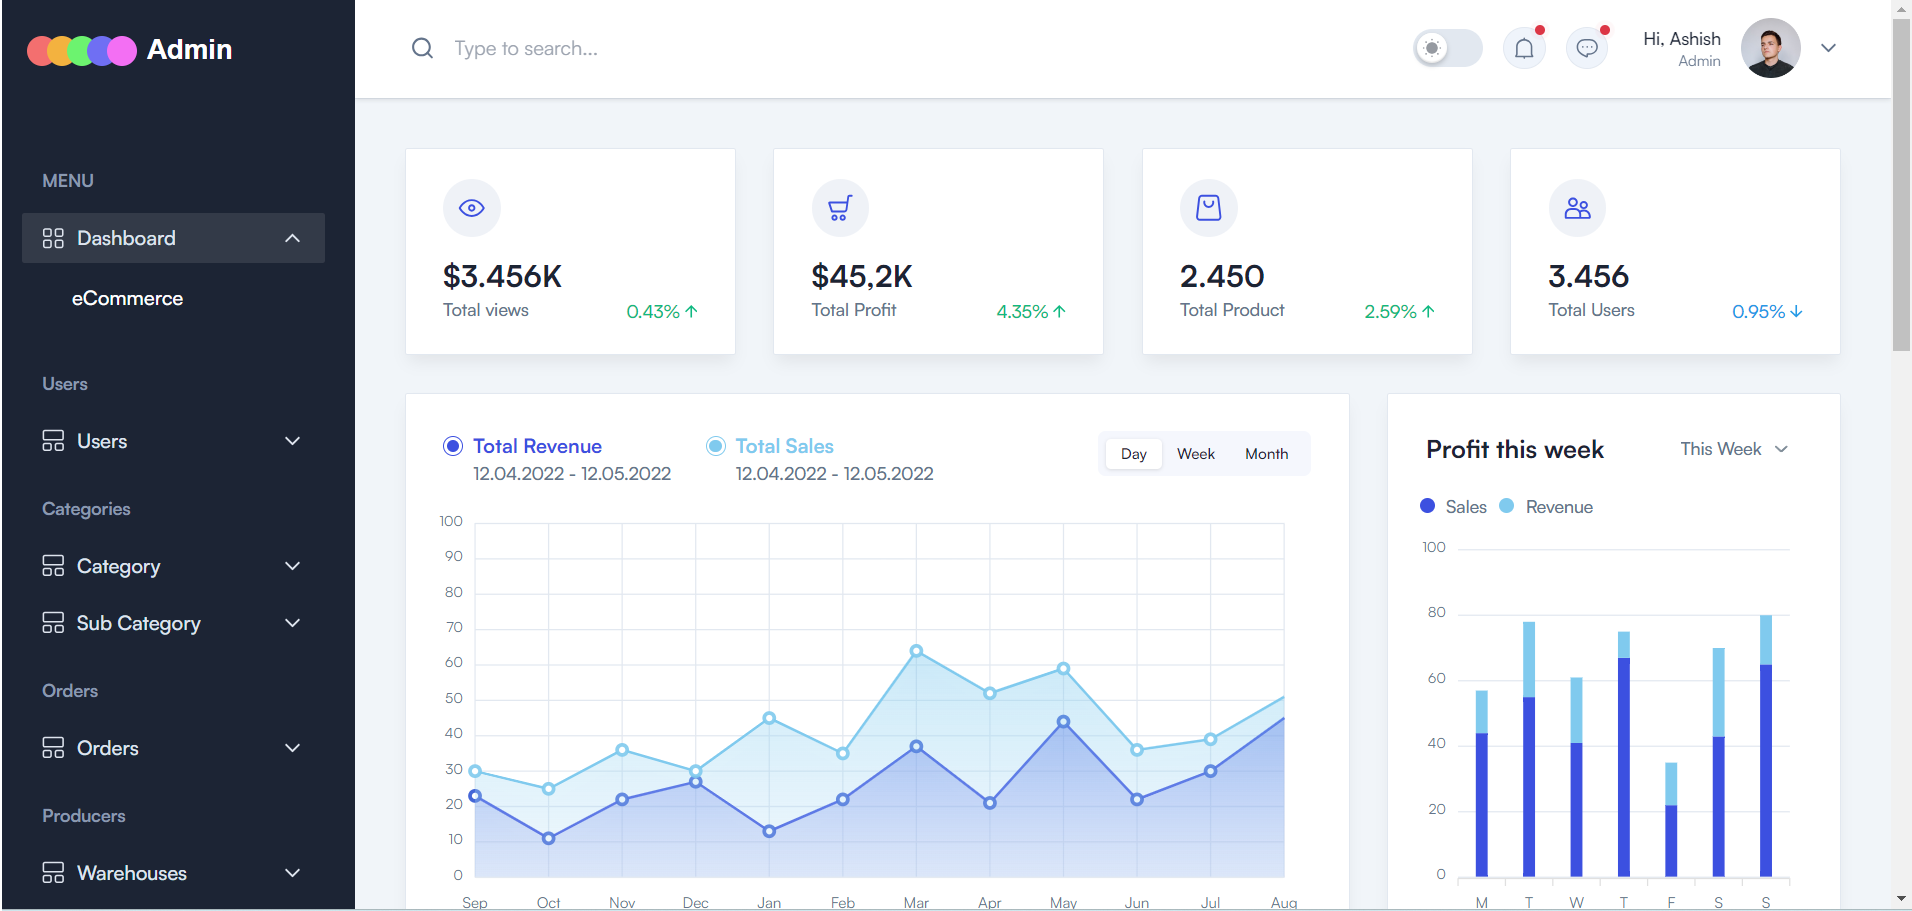 Admin
MENU
Dashboard
eCommerce
Users
Users
Categories
Category
Sub Category
Orders
Orders
Producers
Warehouses
Type to search...
Hi, Ashish
Admin
$3.456K
Total views
0.43%
$45,2K
Total Profit
4.35%
2.450
Total Product
2.59%
3.456
Total Users
0.95%
Total Revenue
12.04.2022 - 12.05.2022
Total Sales
12.04.2022 - 12.05.2022
Day Week Month
100
90
80
70
60
50
40
30
20
10
0
Sep Oct Nov Dec Jan Feb Mar Apr May Jun Jul Aug
Profit this week
This Week
Sales Revenue
100
80
60
40
20
0
M T W T F S S